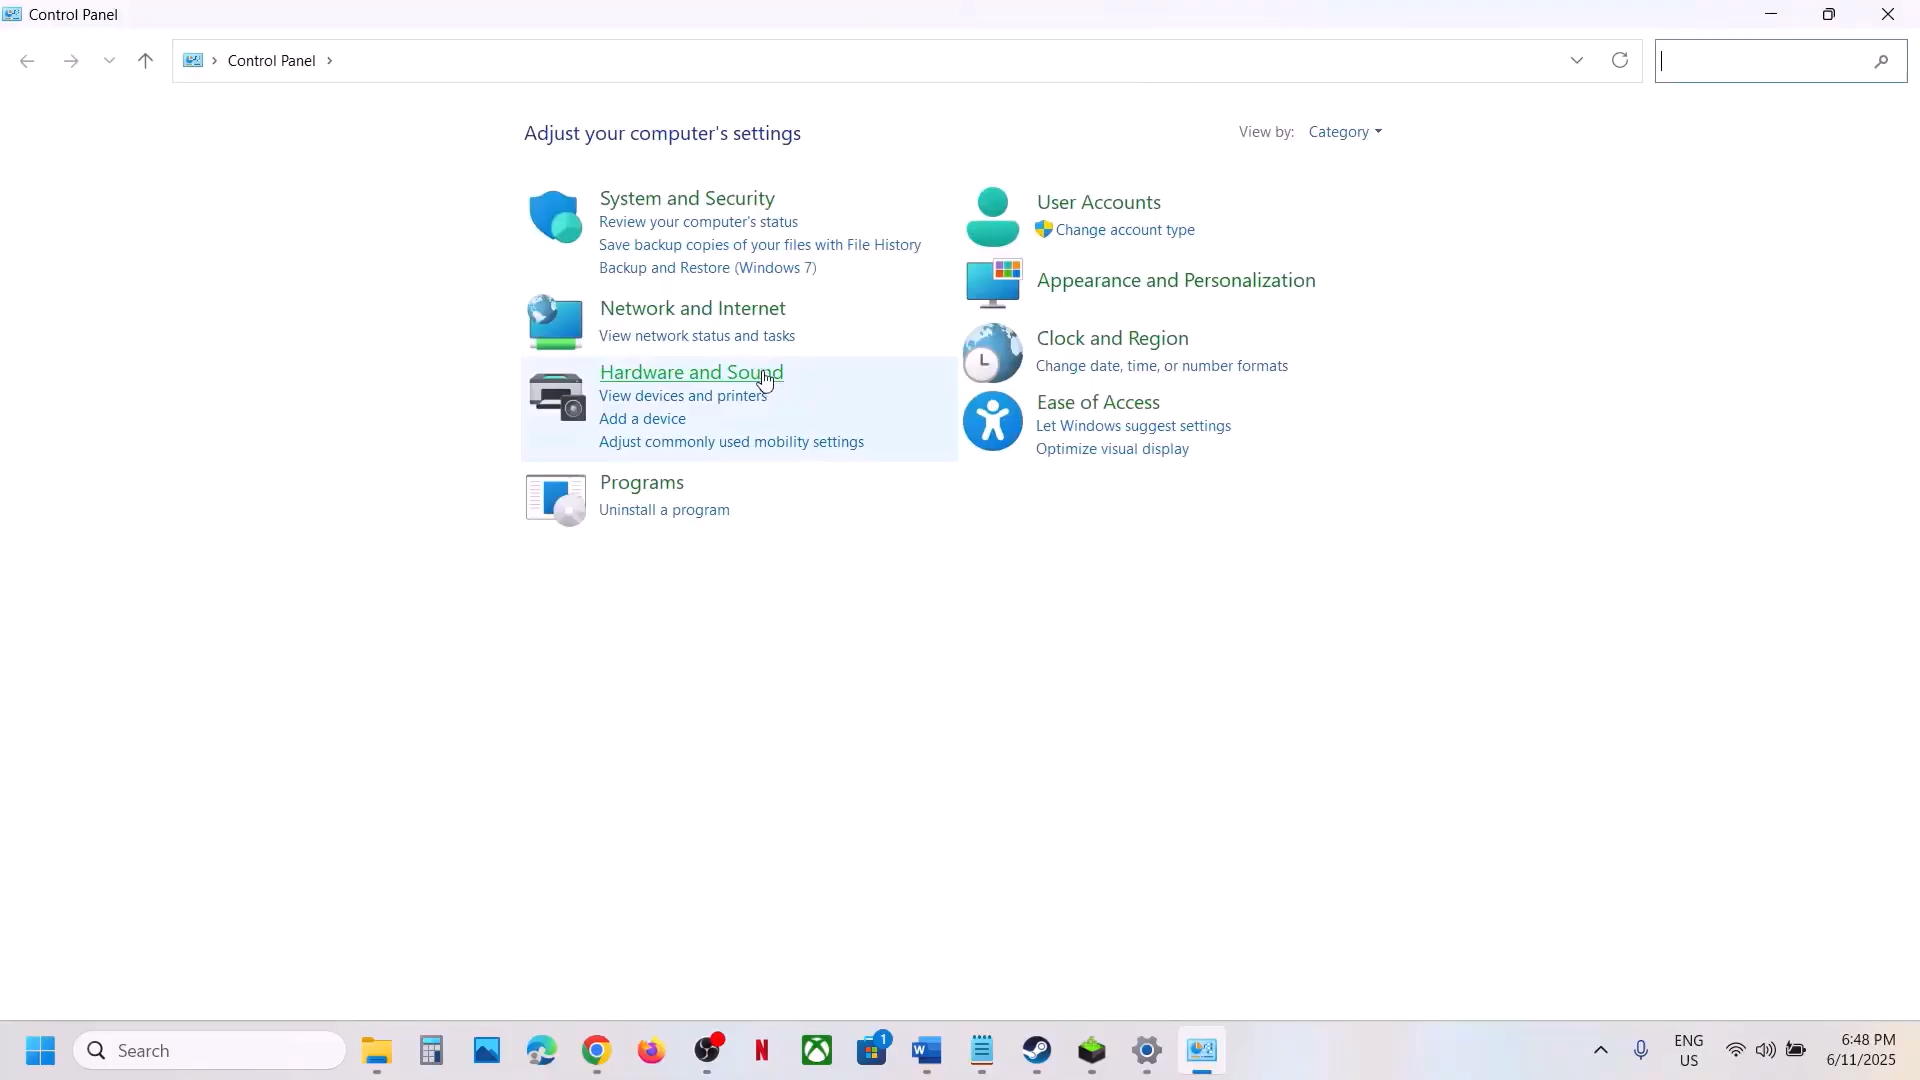 Control Panel
Control Panel
Adjust your computer's settings
View by: Category
System and Security
Review your computer's status
Save backup copies of your files with File History
Backup and Restore (Windows 7)
Network and Internet
View network status and tasks
Hardware and Sound
View devices and printers
Add a device
Adjust commonly used mobility settings
Programs
Uninstall a program
User Accounts
Change account type
Appearance and Personalization
Clock and Region
Change date, time, or number formats
Ease of Access
Let Windows suggest settings
Optimize visual display
Search
N
1
W
ENG
US
6:48 PM
6/11/2025